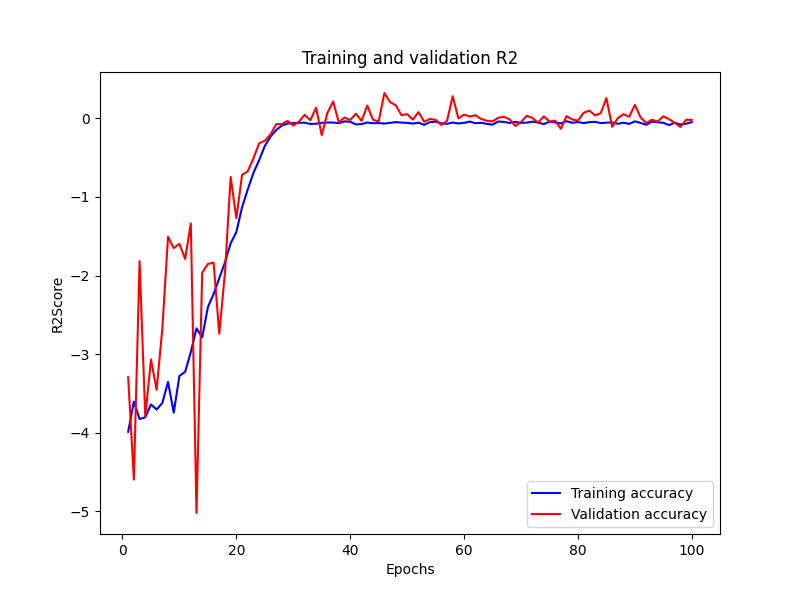 Training and validation R2
R2Score
0
−1
−2
−3
−4
−5
0
20
40
60
80
100
Epochs
Training accuracy
Validation accuracy